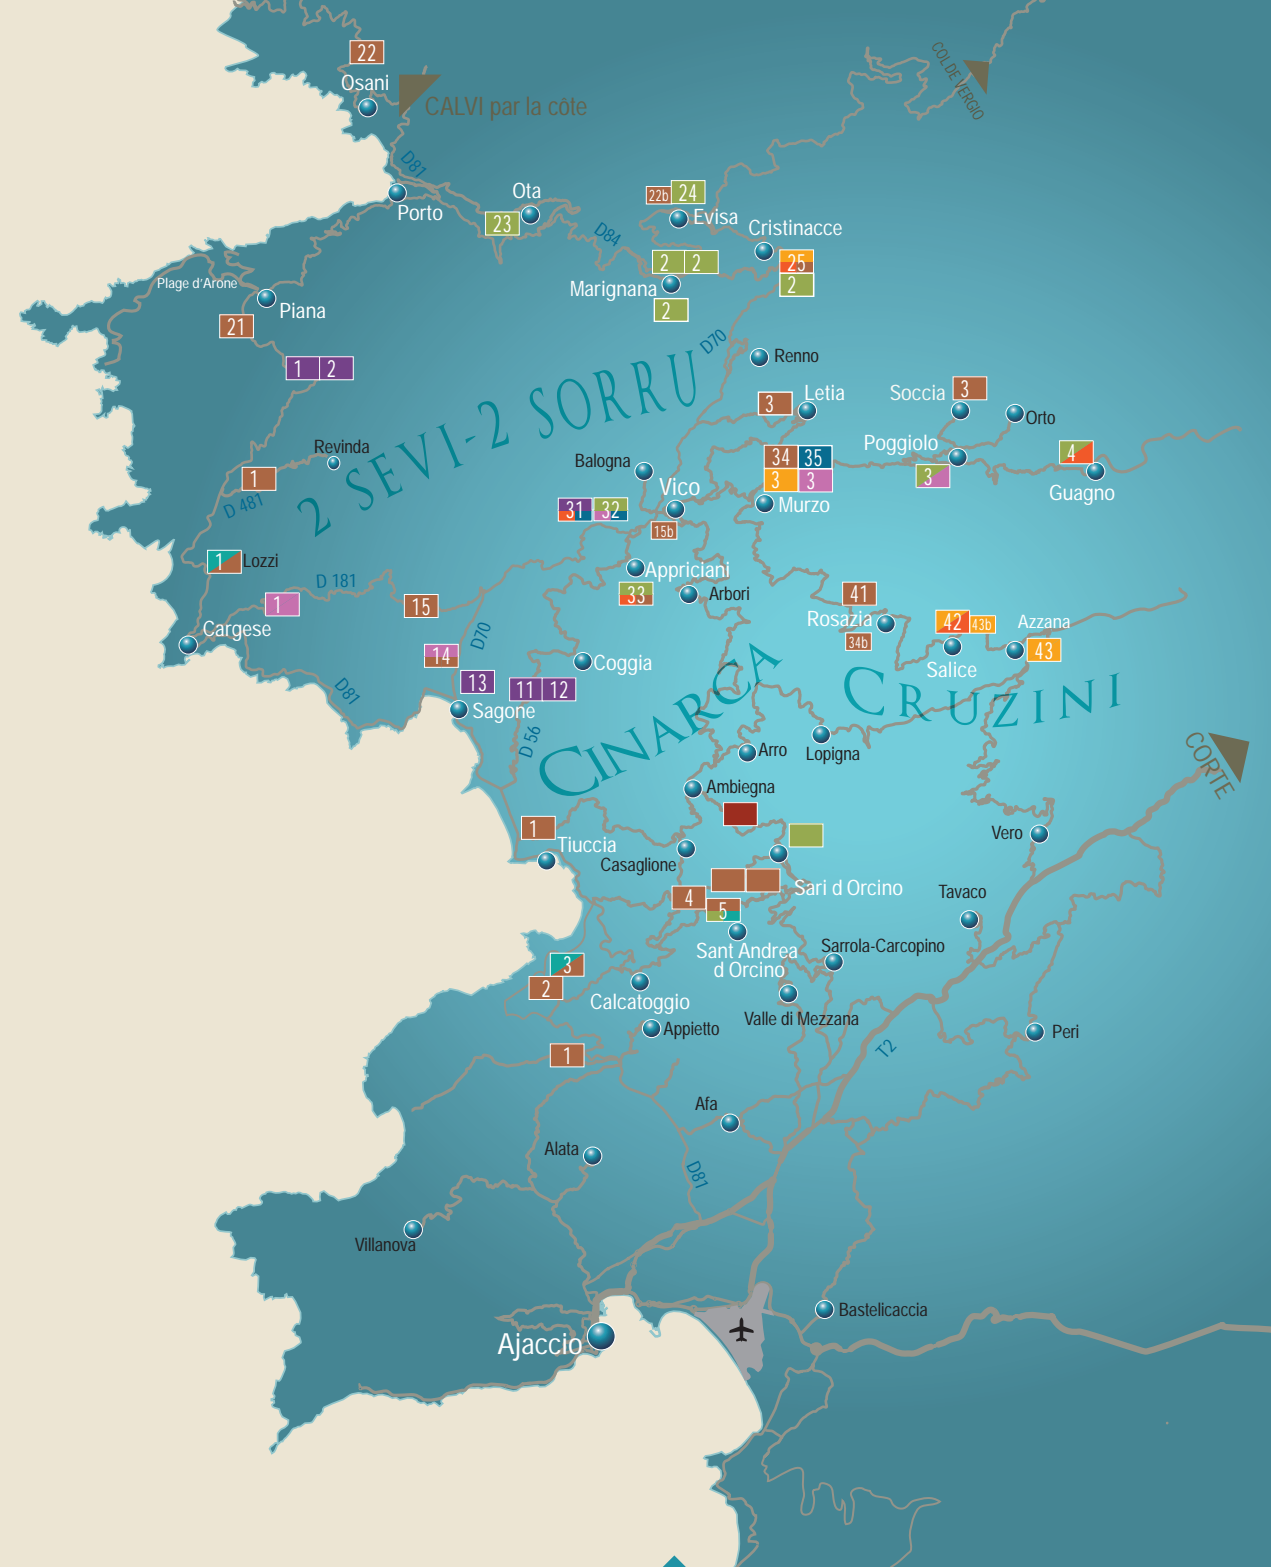 22
Osani
CALVI par la côte
COL DE VERGIO
D81
Porto
Ota
23
22b
24
Evisa
D84
Cristinacce
25
2
2
2
Marignana
2
Plage d'Arone
Piana
21
1
2
D70
Renno
2 SEVI-2 SORRU
3
Letia
Soccia
3
Orto
Poggiolo
3
4
Guagno
Revinda
1
D 481
Balogna
Vico
34
35
3
3
Murzo
31
32
15b
1
Lozzi
D 181
15
Appriciani
33
Arbori
1
Cargese
41
Rosazia
34b
42
43b
Salice
Azzana
43
D70
14
13
11
12
Coggia
Sagone
D81
D 56
CINARCA
CRUZINI
Arro
Lopigna
CORTE
Ambiegna
1
Tiuccia
Casaglione
Vero
Sari d Orcino
4
5
Tavaco
Sant Andrea
d Orcino
Sarrola-Carcopino
3
2
Calcatoggio
Valle di Mezzana
Appietto
Peri
T2
1
Afa
Alata
D81
Villanova
Bastelicaccia
Ajaccio